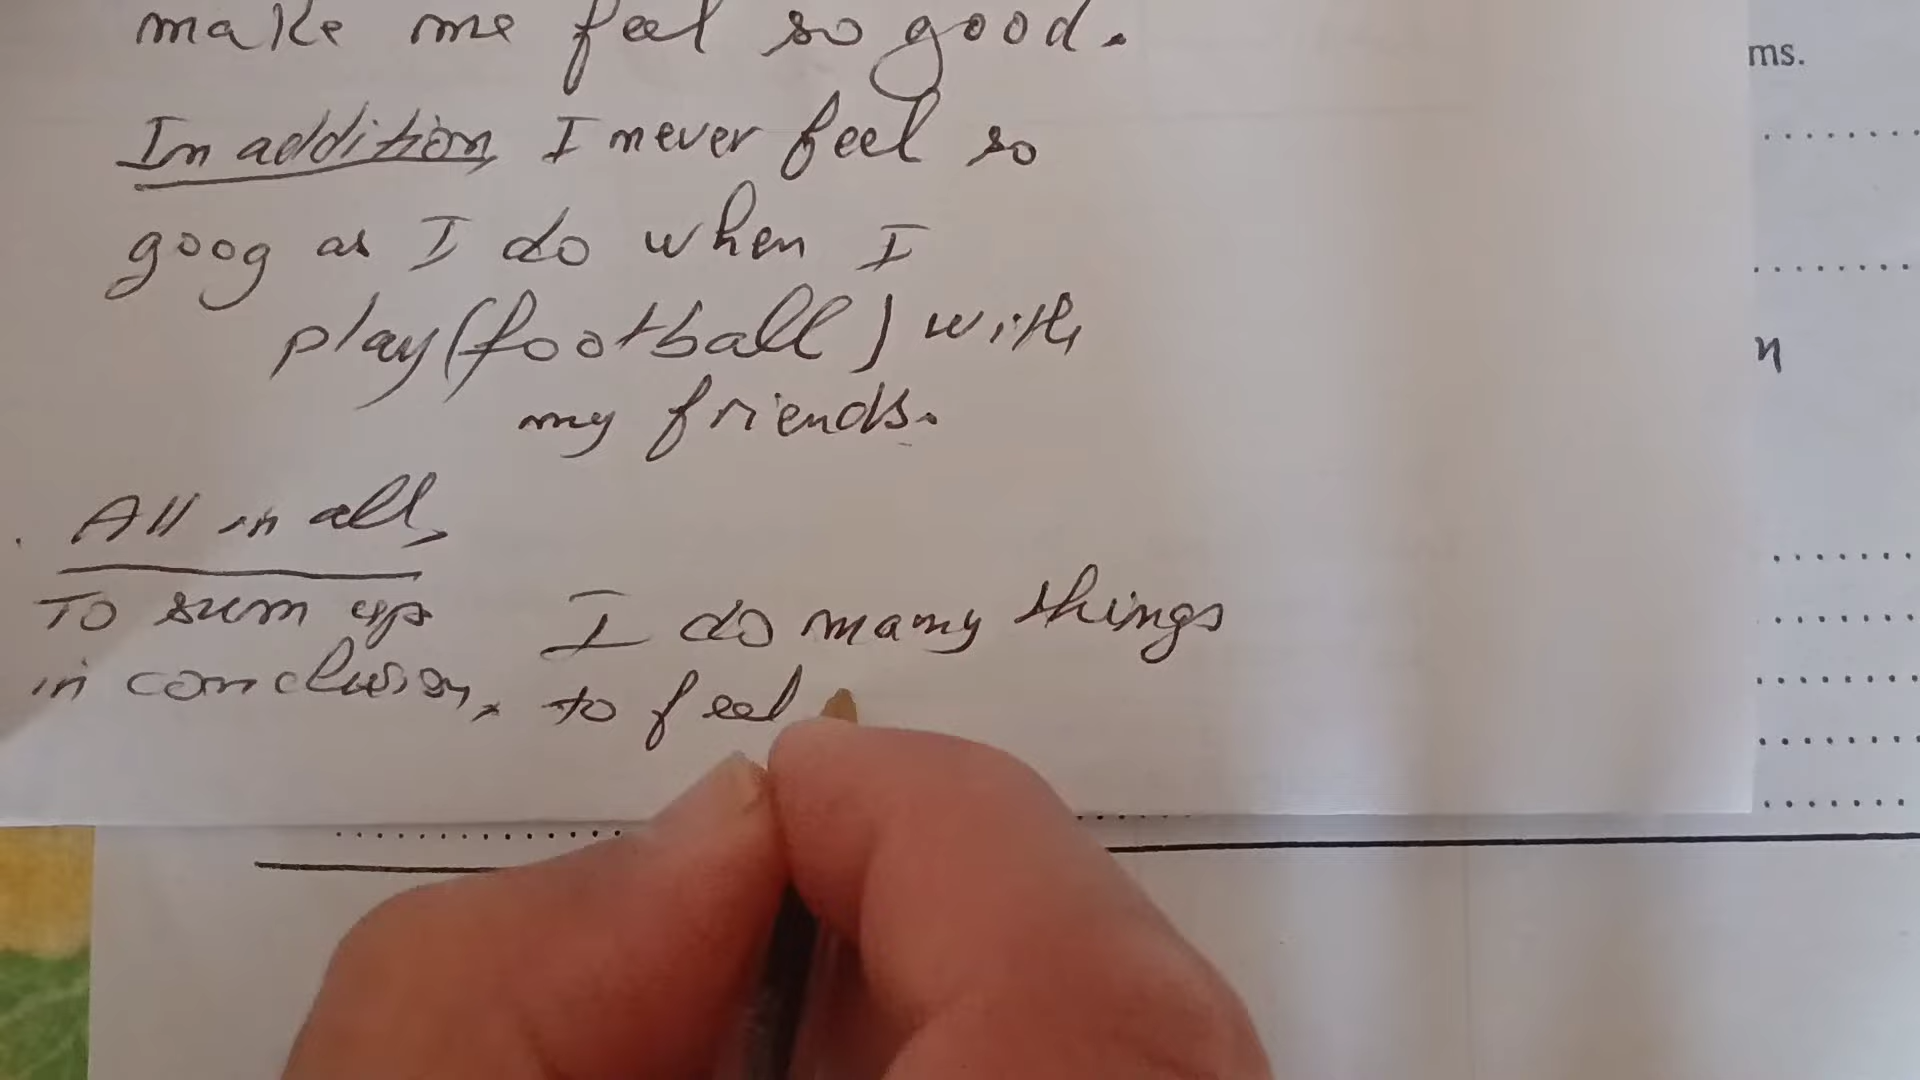 make me feel so good.
ms.
In addition, I never feel so
goog as I do when I
play (football) with
n
my friends.
All in all,
To sum up
in conclusion,
I do many things
to feel